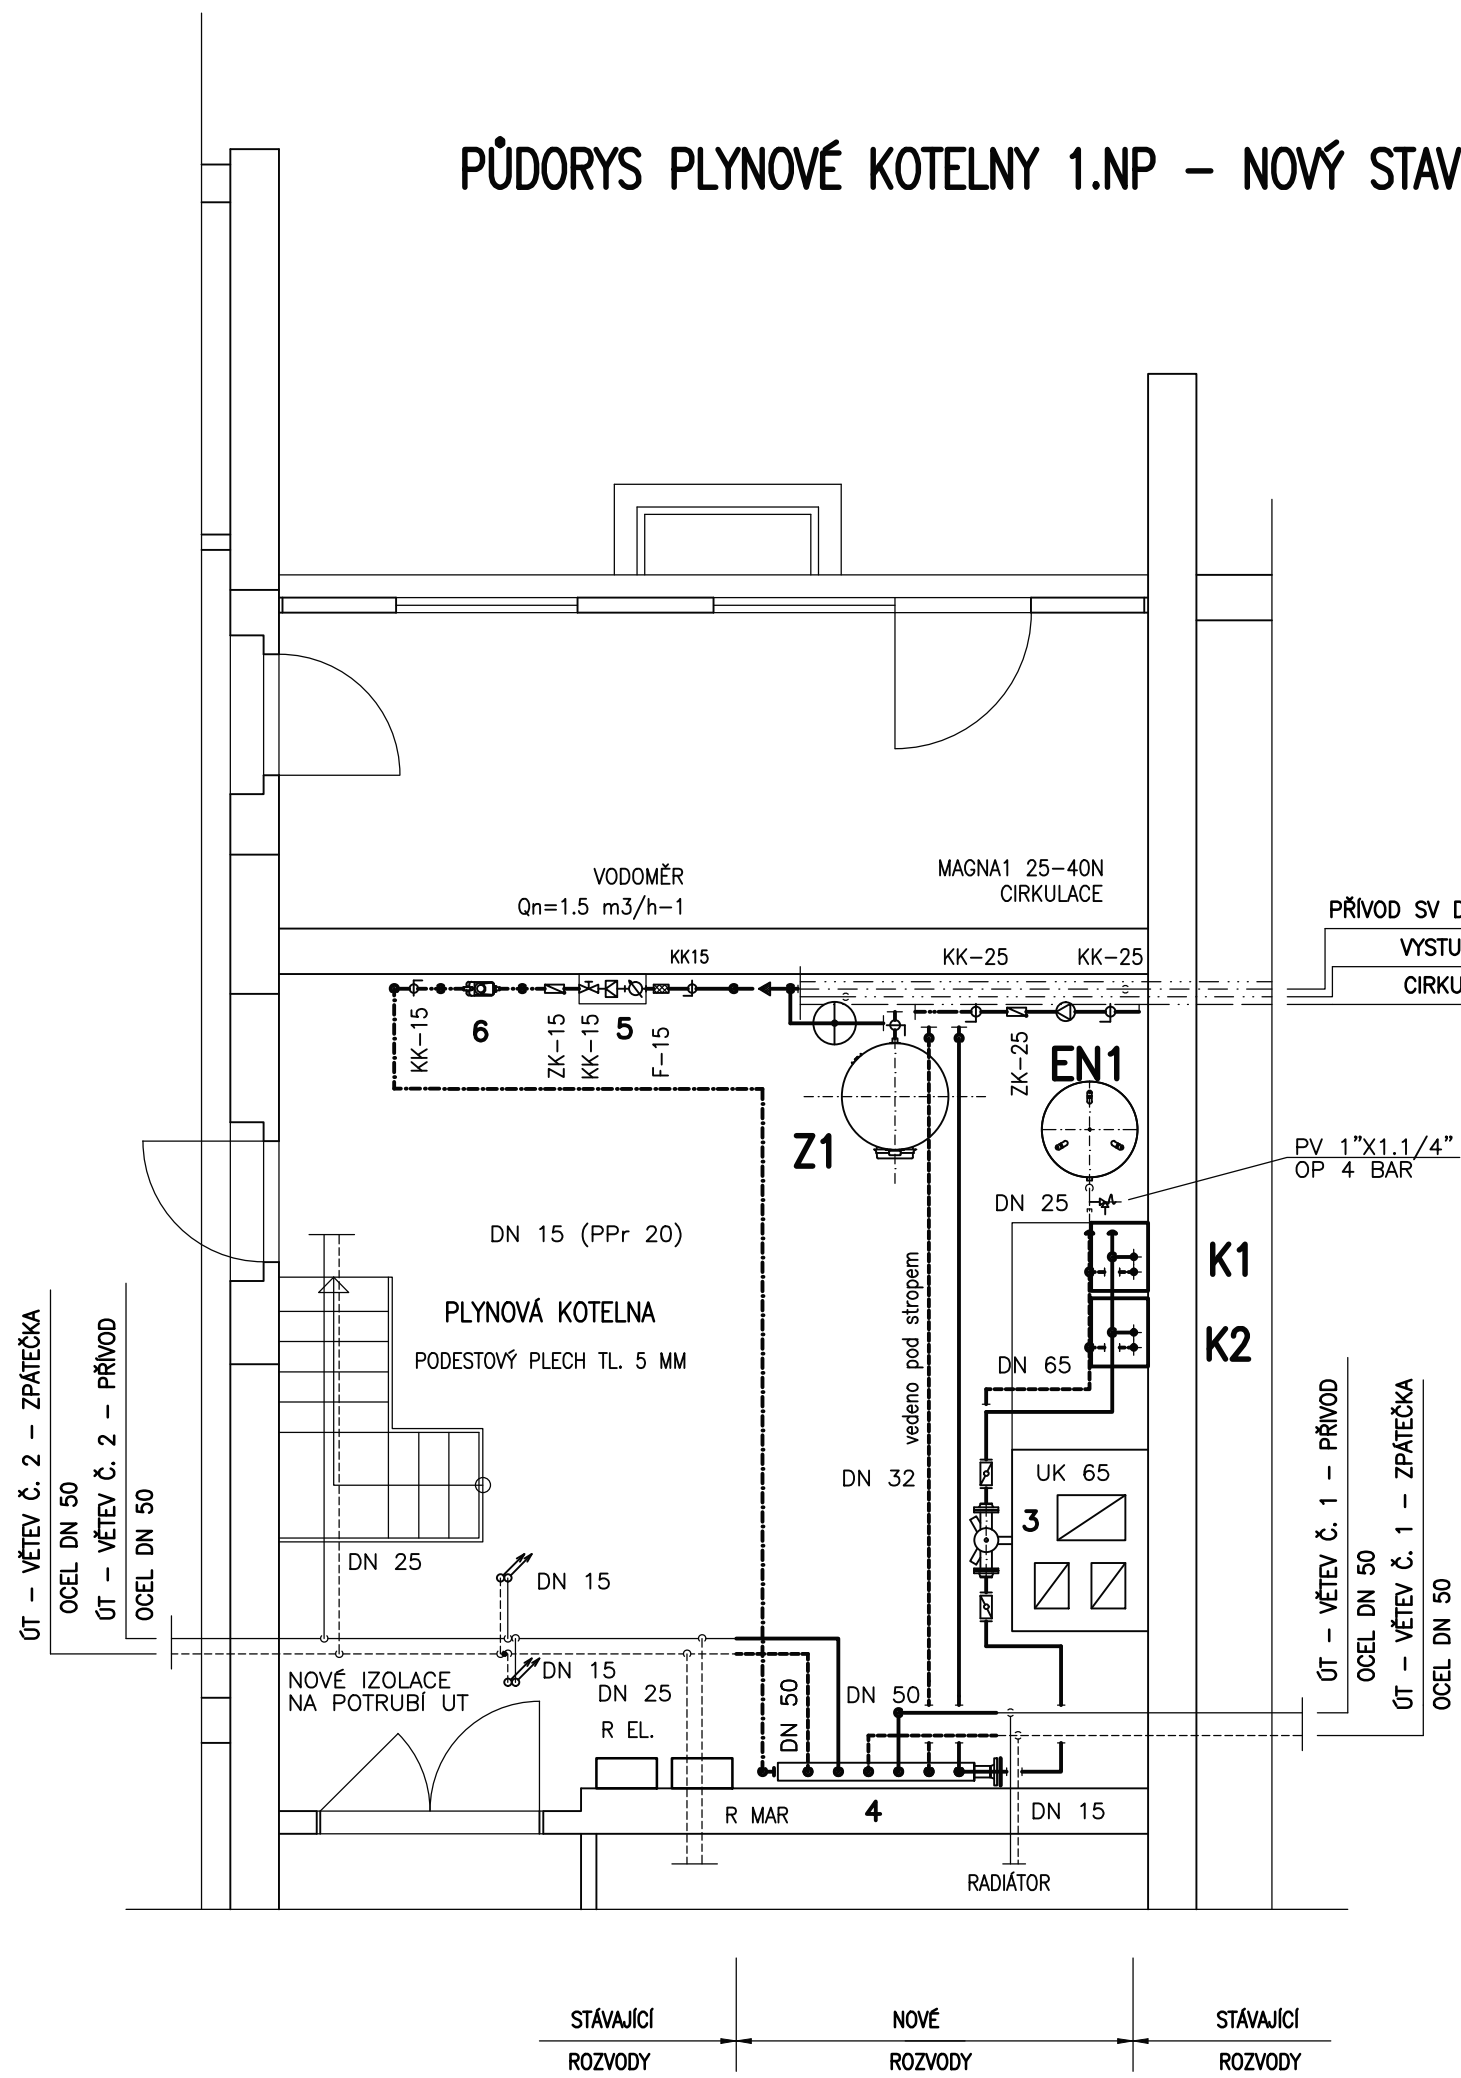 PŮDORYS PLYNOVÉ KOTELNY 1.NP – NOVÝ STAV
VODOMĚR
Qn=1.5 m3/h-1
MAGNA1 25-40N
CIRKULACE
PŘÍVOD SV D
VYSTU
CIRKU
KK15
KK-25
KK-25
KK-15
6
ZK-15
KK-15
5
F-15
ZK-25
EN1
Z1
PV 1"X1.1/4"
OP 4 BAR
DN 25
DN 15 (PPr 20)
K1
vedeno pod stropem
PLYNOVÁ KOTELNA
PODESTOVÝ PLECH TL. 5 MM
K2
DN 65
ÚT – VĚTEV Č. 2 – ZPÁTEČKA
OCEL DN 50
ÚT – VĚTEV Č. 2 – PŘÍVOD
OCEL DN 50
DN 32
UK 65
3
ÚT – VĚTEV Č. 1 – PŘÍVOD
OCEL DN 50
ÚT – VĚTEV Č. 1 – ZPÁTEČKA
OCEL DN 50
DN 25
DN 15
DN 15
NOVÉ IZOLACE
NA POTRUBÍ UT
DN 25
R EL.
DN 50
DN 50
R MAR
4
DN 15
RADIÁTOR
STÁVAJÍCÍ
ROZVODY
NOVÉ
ROZVODY
STÁVAJÍCÍ
ROZVODY